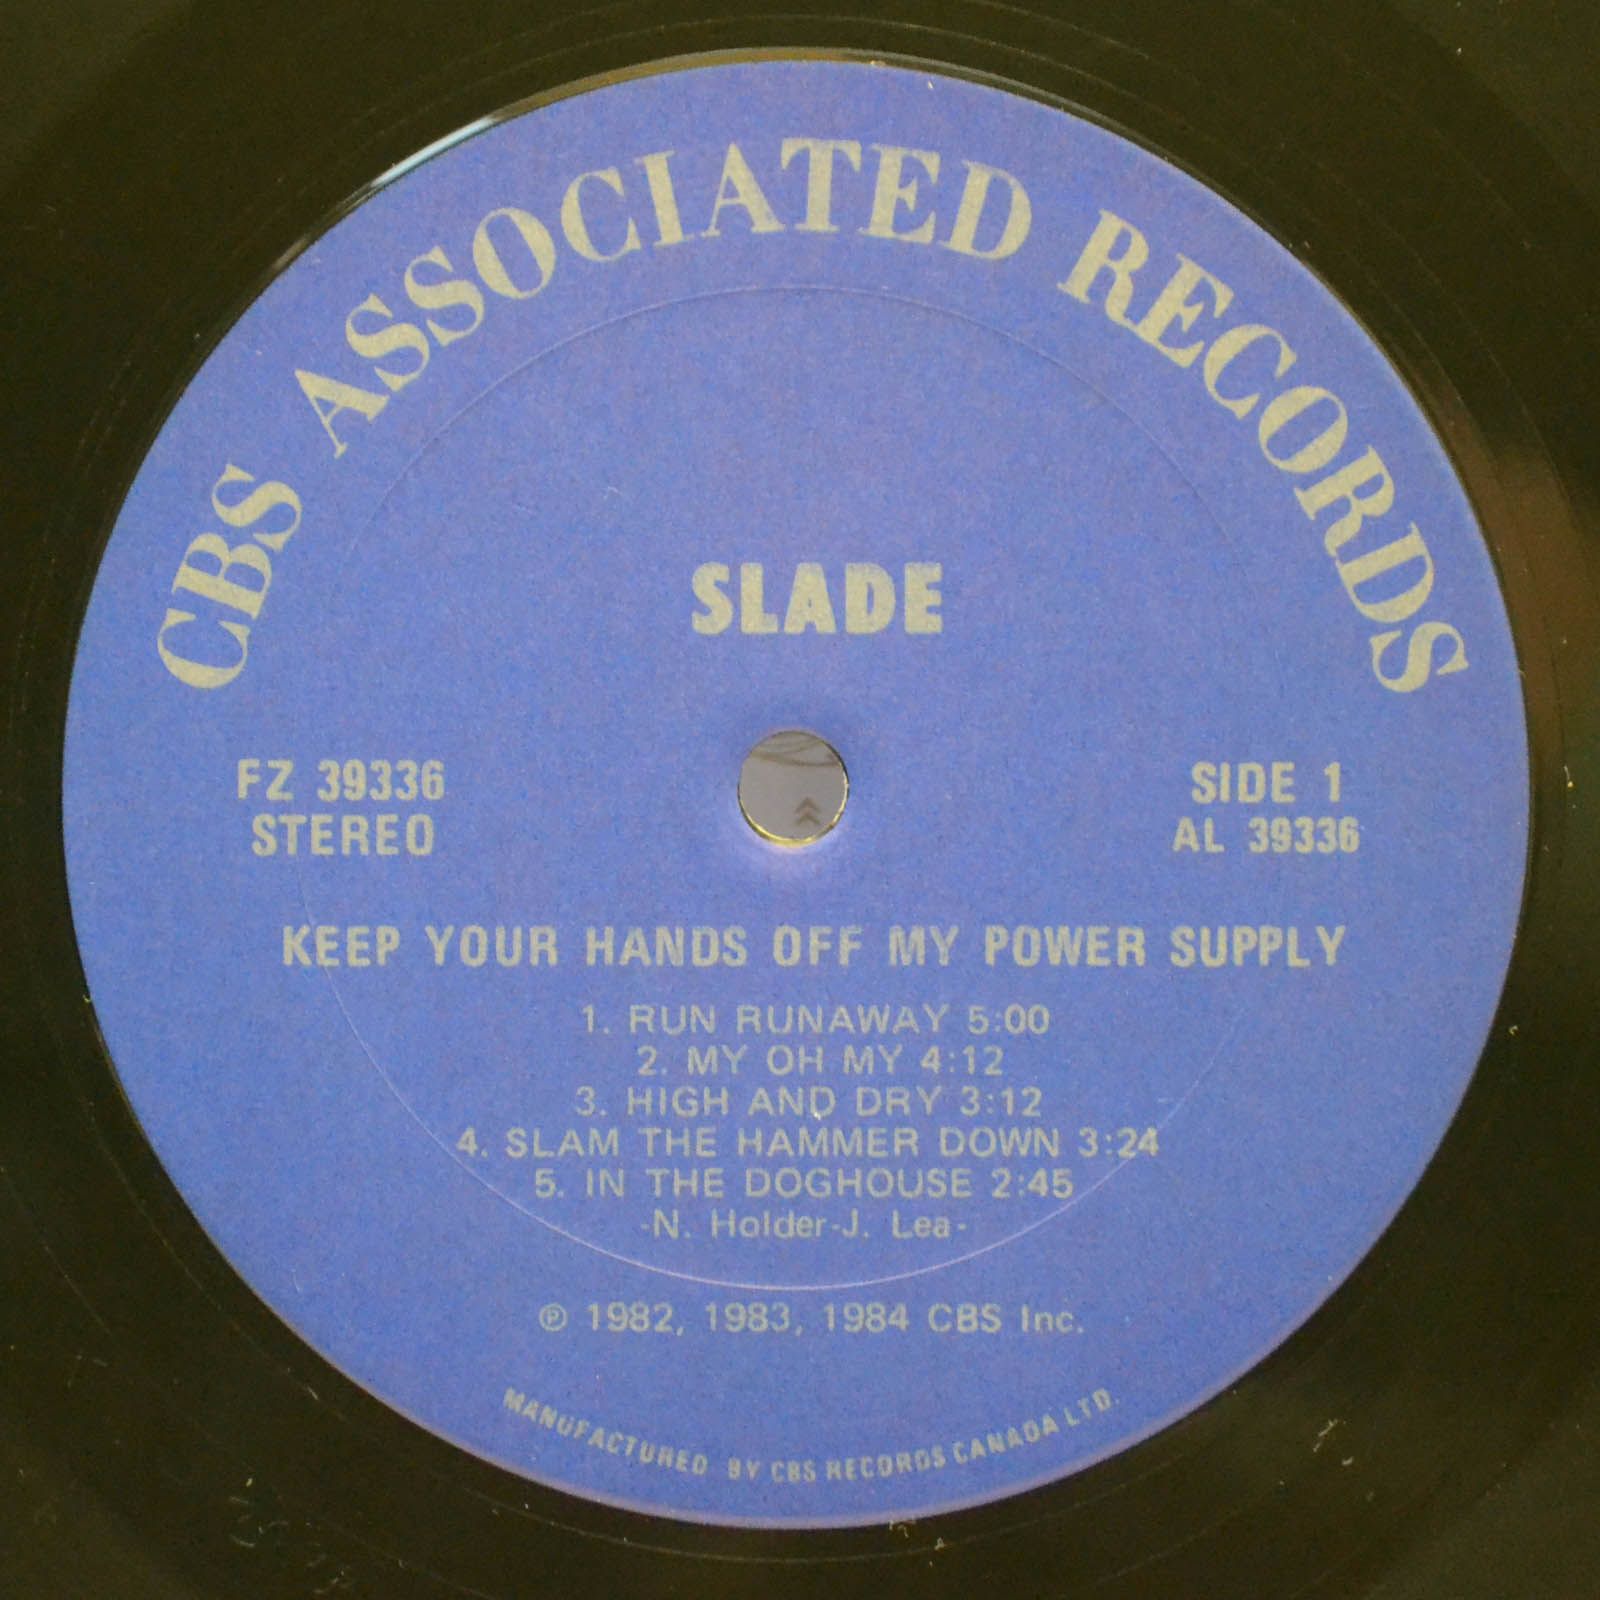 CBS ASSOCIATED RECORDS
SLADE
FZ 39336
STEREO
SIDE 1
AL 39336
KEEP YOUR HANDS OFF MY POWER SUPPLY
1. RUN RUNAWAY 5:00
2. MY OH MY 4:12
3. HIGH AND DRY 3:12
4. SLAM THE HAMMER DOWN 3:24
5. IN THE DOGHOUSE 2:45
-N. Holder-J. Lea-
℗ 1982, 1983, 1984 CBS Inc.
MANUFACTURED BY CBS RECORDS CANADA LTD.